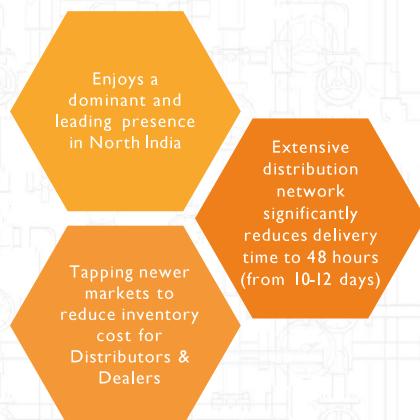 Enjoys a
dominant and
leading presence
in North India
Extensive
distribution
network
significantly
reduces delivery
time to 48 hours
(from 10-12 days)
Tapping newer
markets to
reduce inventory
cost for
Distributors &
Dealers